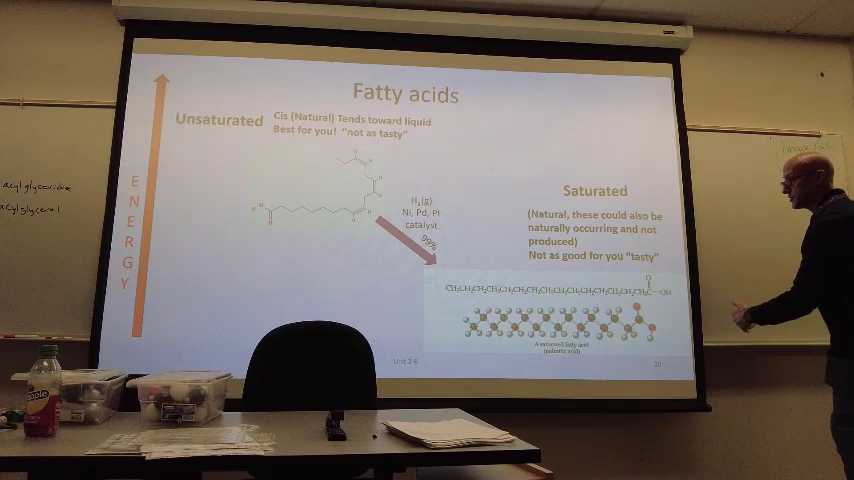 Fatty acids
Unsaturated
Cis (Natural) Tends toward liquid
Best for you! "not as tasty"
ENERGY
H₂(g)
Ni, Pd, Pt
catalyst
99%
Saturated
(Natural, these could also be
naturally occurring and not
produced)
Not as good for you "tasty"
OH
A saturated fatty acid
(palmitic acid)
Unit 2-6
acylglyceride
acylglycerol
apple